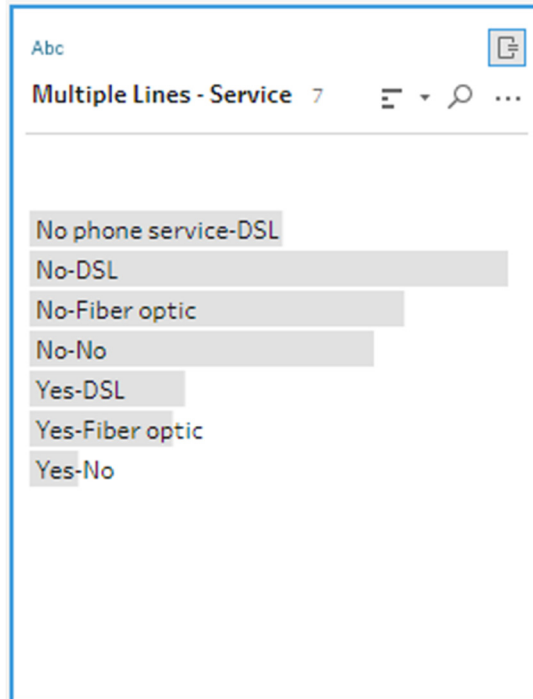 Abc
Multiple Lines - Service 7
No phone service-DSL
No-DSL
No-Fiber optic
No-No
Yes-DSL
Yes-Fiber optic
Yes-No